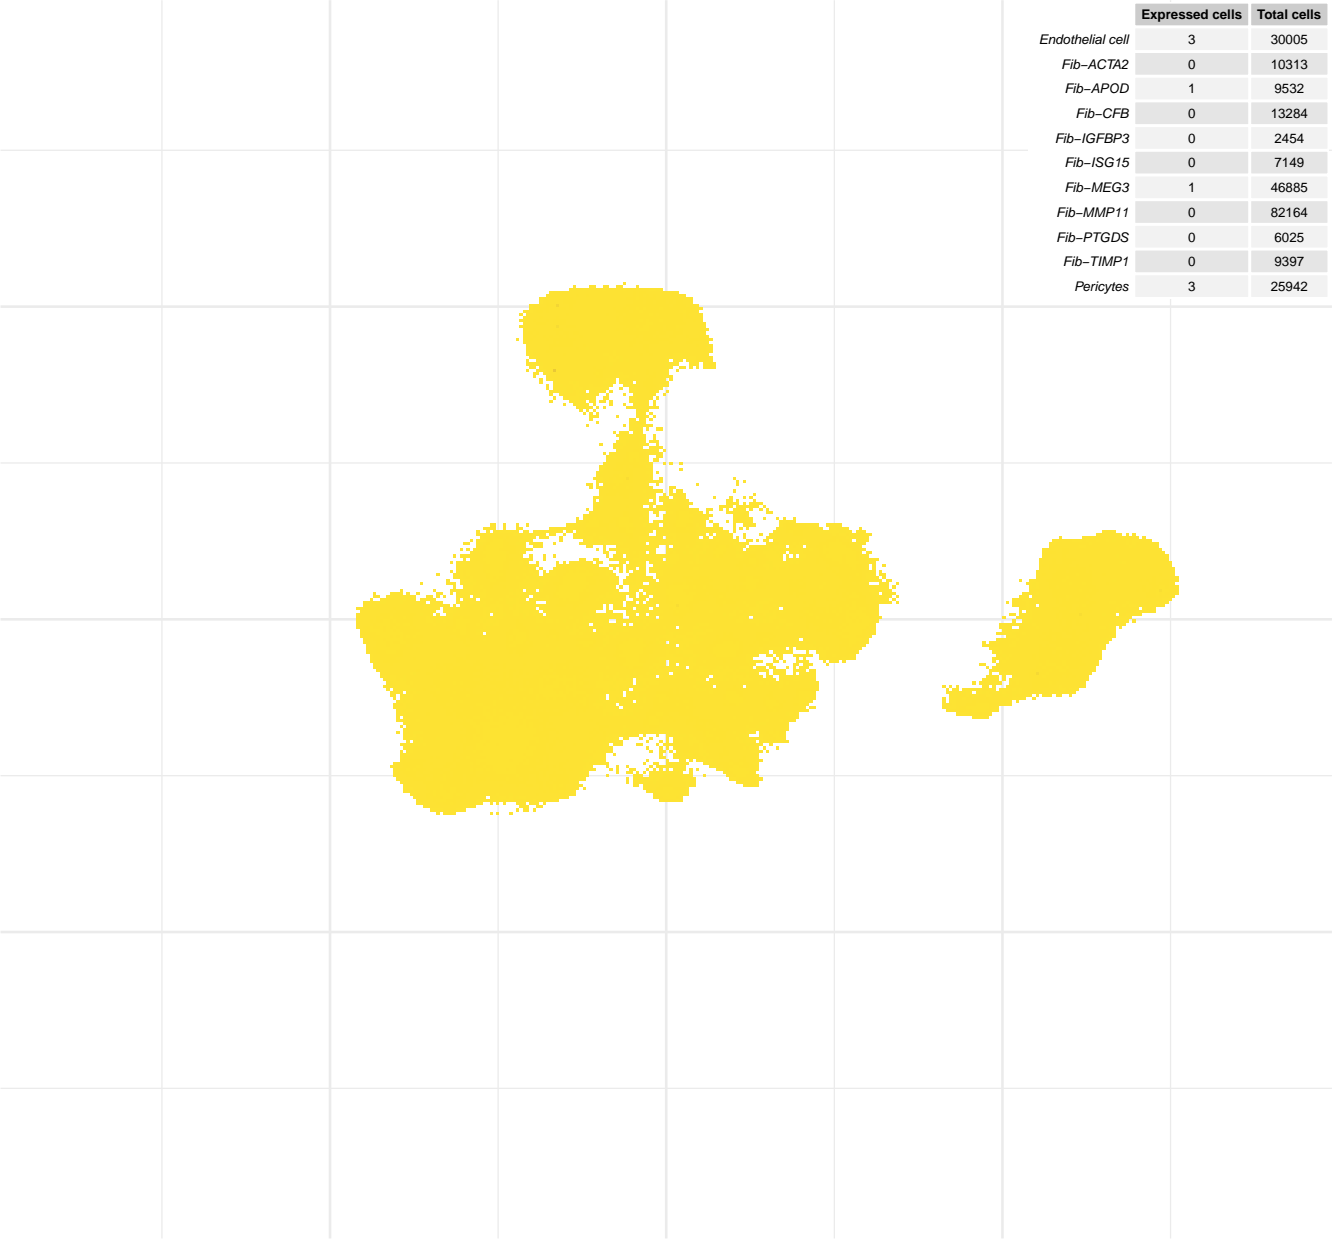 Expressed cells Total cells
Endothelial cell 3 30005
Fib−ACTA2 0 10313
Fib−APOD 1 9532
Fib−CFB 0 13284
Fib−IGFBP3 0 2454
Fib−ISG15 0 7149
Fib−MEG3 1 46885
Fib−MMP11 0 82164
Fib−PTGDS 0 6025
Fib−TIMP1 0 9397
Pericytes 3 25942